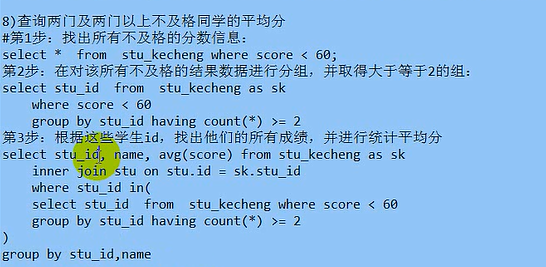 8)查询两门及两门以上不及格同学的平均分
#第1步：找出所有不及格的分数信息：
select *  from  stu_kecheng where score < 60;
第2步：在对该所有不及格的结果数据进行分组，并取得大于等于2的组：
select stu_id  from  stu_kecheng as sk
    where score < 60
    group by stu_id having count(*) >= 2
第3步：根据这些学生id，找出他们的所有成绩，并进行统计平均分
select stu_id, name, avg(score) from stu_kecheng as sk
    inner join stu on stu.id = sk.stu_id
    where stu_id in(
    select stu_id  from  stu_kecheng where score < 60
    group by stu_id having count(*) >= 2
)
group by stu_id,name